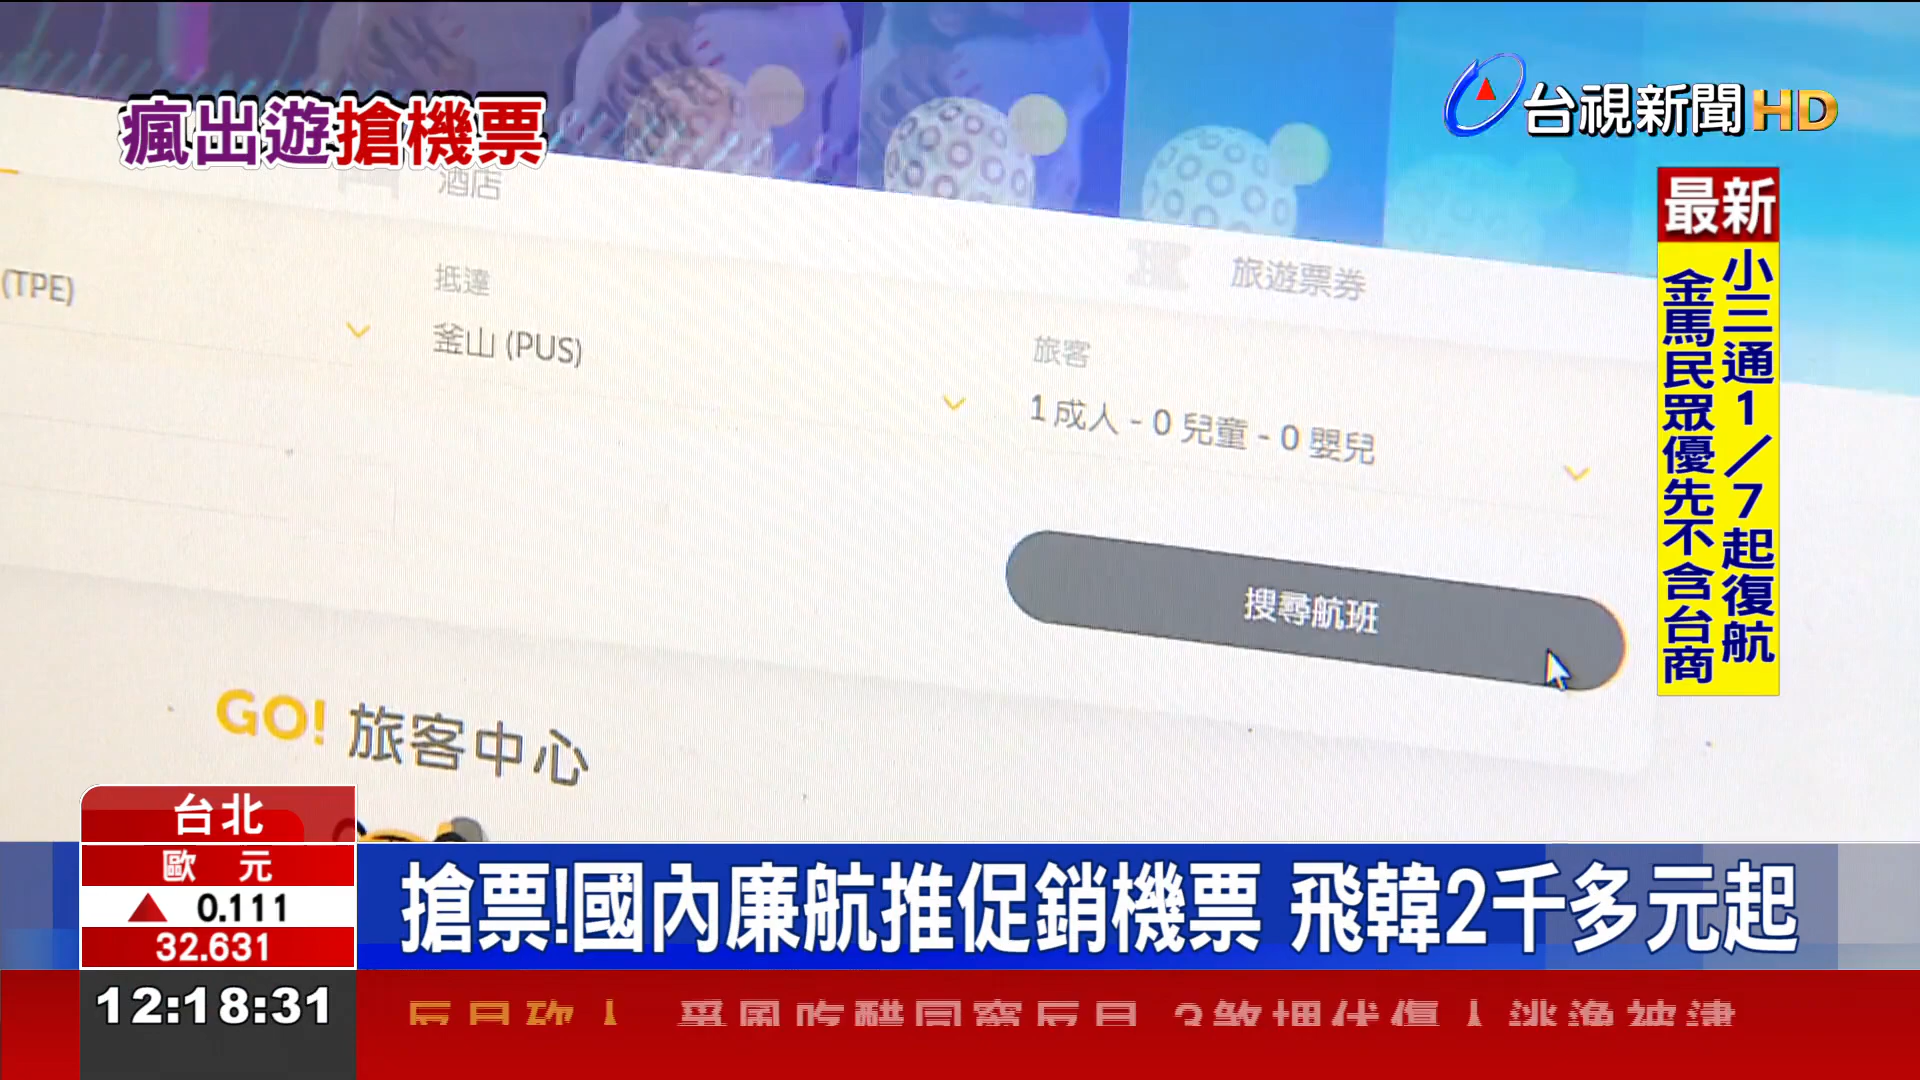 瘋出遊搶機票
台視新聞HD
最新
小三通1/7起復航
金馬民眾優先不含台商
酒店
旅遊票券
(TPE)
抵達
釜山 (PUS)
旅客
1 成人 - 0 兒童 - 0 嬰兒
搜尋航班
GO! 旅客中心
台北
歐 元
▲ 0.111
32.631
搶票!國內廉航推促銷機票 飛韓2千多元起
12:18:31